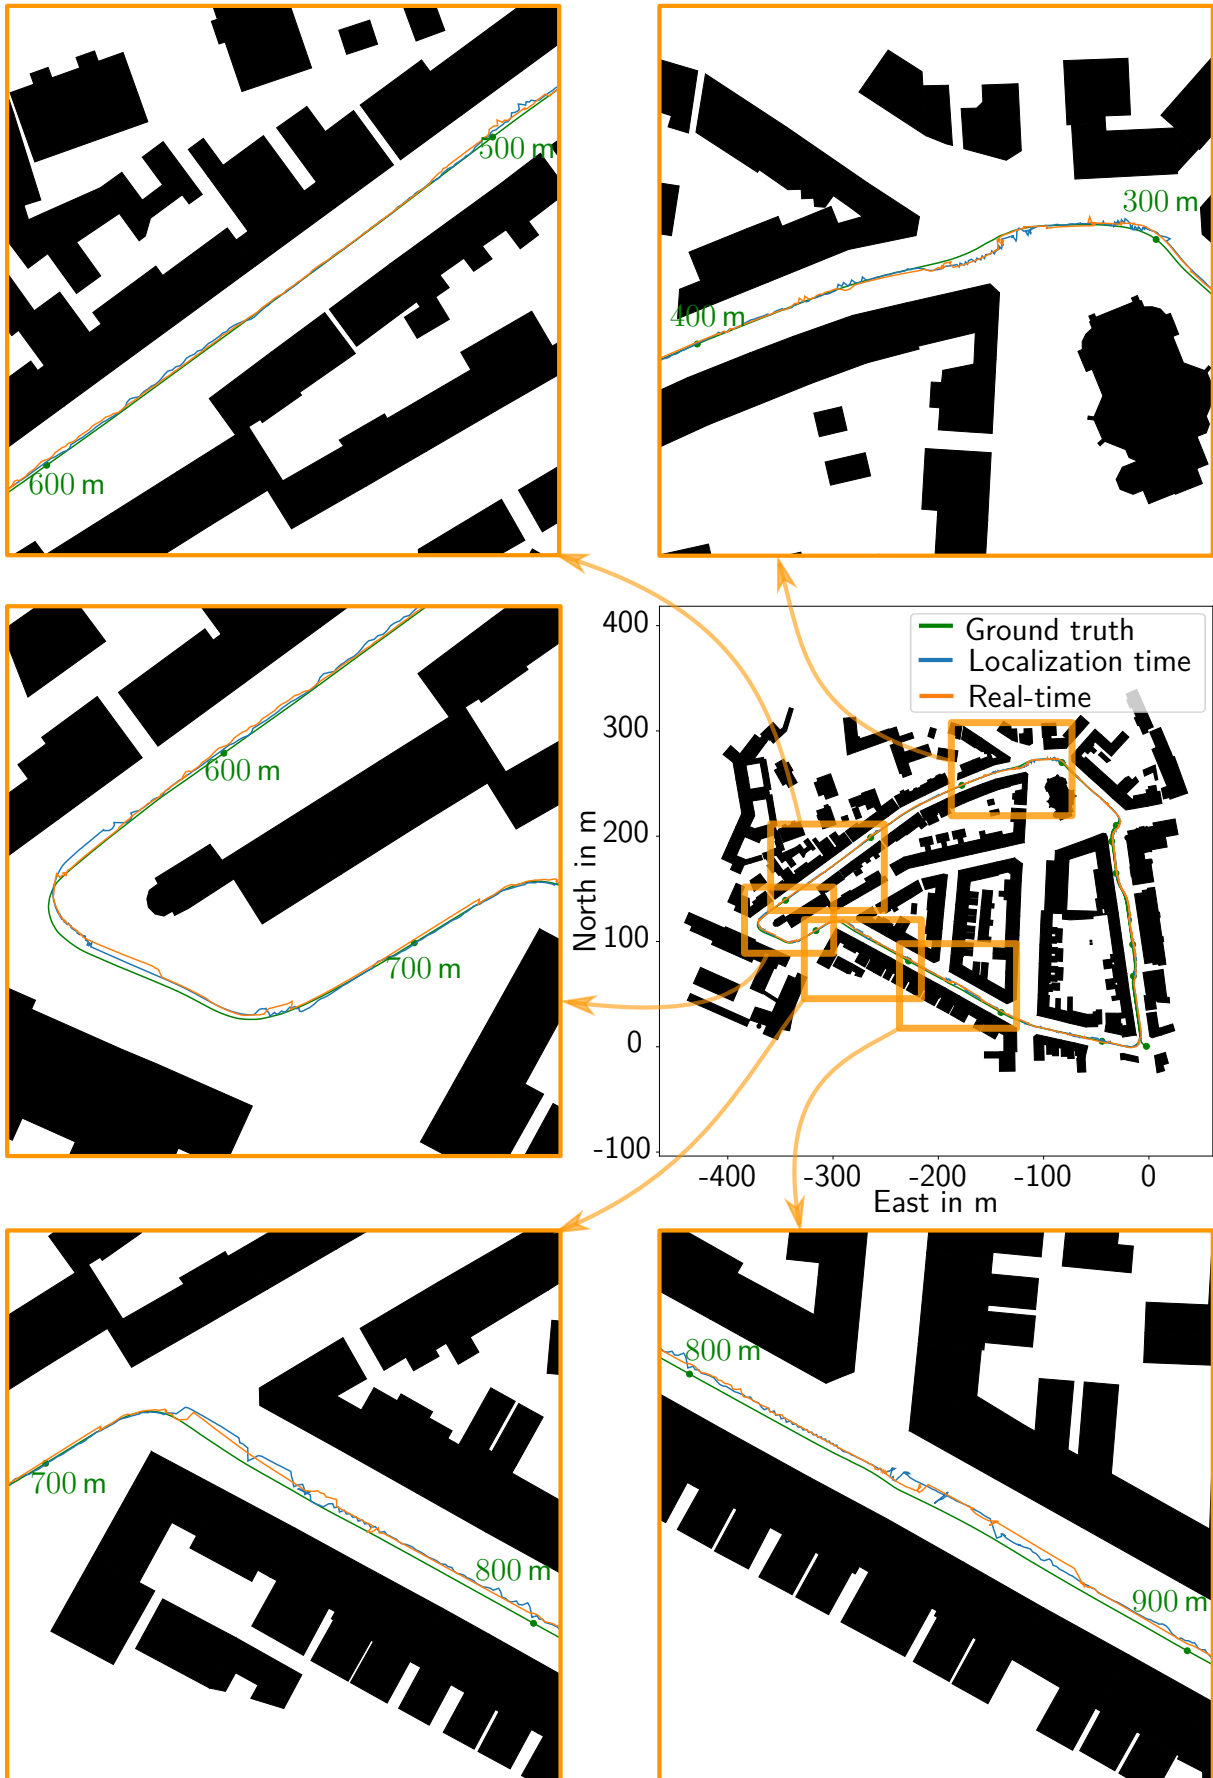 500 m
600 m
300 m
400 m
600 m
700 m
400
300
200
100
0
-100
North in m
Ground truth
Localization time
Real-time
-400
-300
-200
-100
0
East in m
700 m
800 m
800 m
900 m